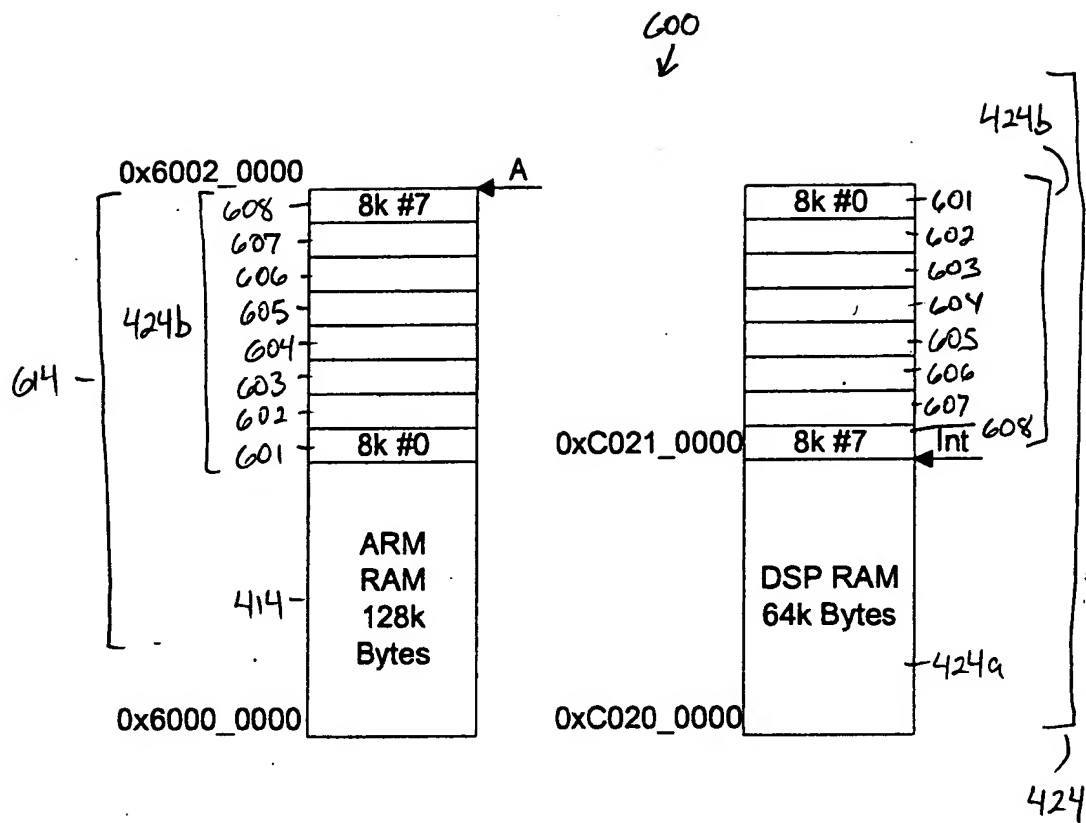 600
424b
0x6002_0000 A
608 8k #7 8k #0 601
607 602
606 603
424b 605 604
604 605
614 603 606
602 607
601 8k #0 0xC021_0000 8k #7 Int 608
ARM
RAM DSP RAM
414 128k 64k Bytes
Bytes 424a
0x6000_0000 0xC020_0000
424